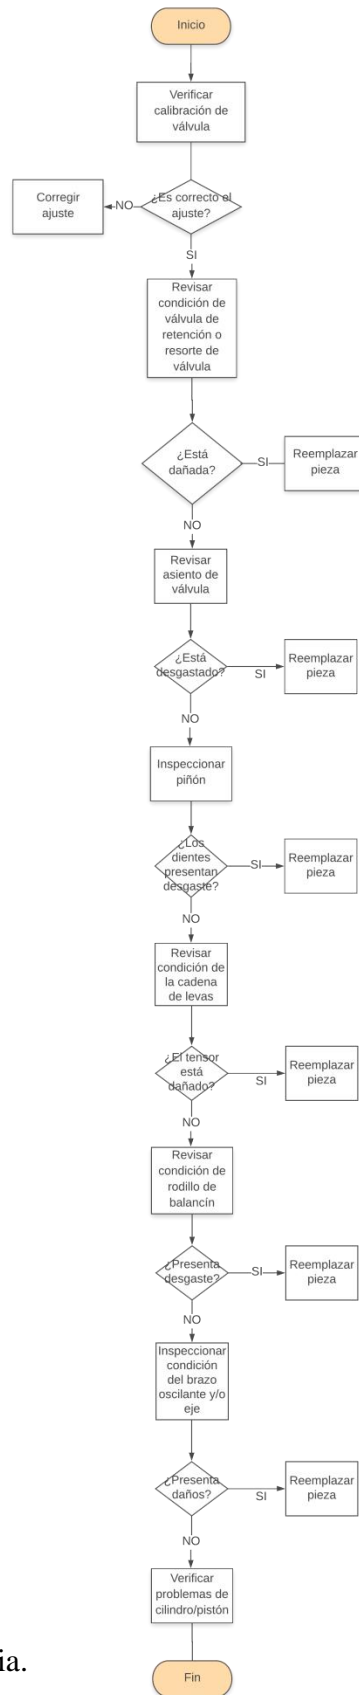 Inicio
Verificar
calibración de
válvula
¿Es correcto el
ajuste?
NO
Corregir
ajuste
SI
Revisar
condición de
válvula de
retención o
resorte de
válvula
¿Está
dañada?
SI
Reemplazar
pieza
NO
Revisar
asiento de
válvula
¿Está
desgastado?
SI
Reemplazar
pieza
NO
Inspeccionar
piñón
¿Los
dientes
presentan
desgaste?
SI
Reemplazar
pieza
NO
Revisar
condición de
la cadena
de levas
¿El tensor
está
dañado?
SI
Reemplazar
pieza
NO
Revisar
condición de
rodillo de
balancín
¿Presenta
desgaste?
SI
Reemplazar
pieza
NO
Inspeccionar
condición
del brazo
oscilante y/o
eje
¿Presenta
daños?
SI
Reemplazar
pieza
NO
Verificar
problemas de
cilindro/pistón
ia.
Fin